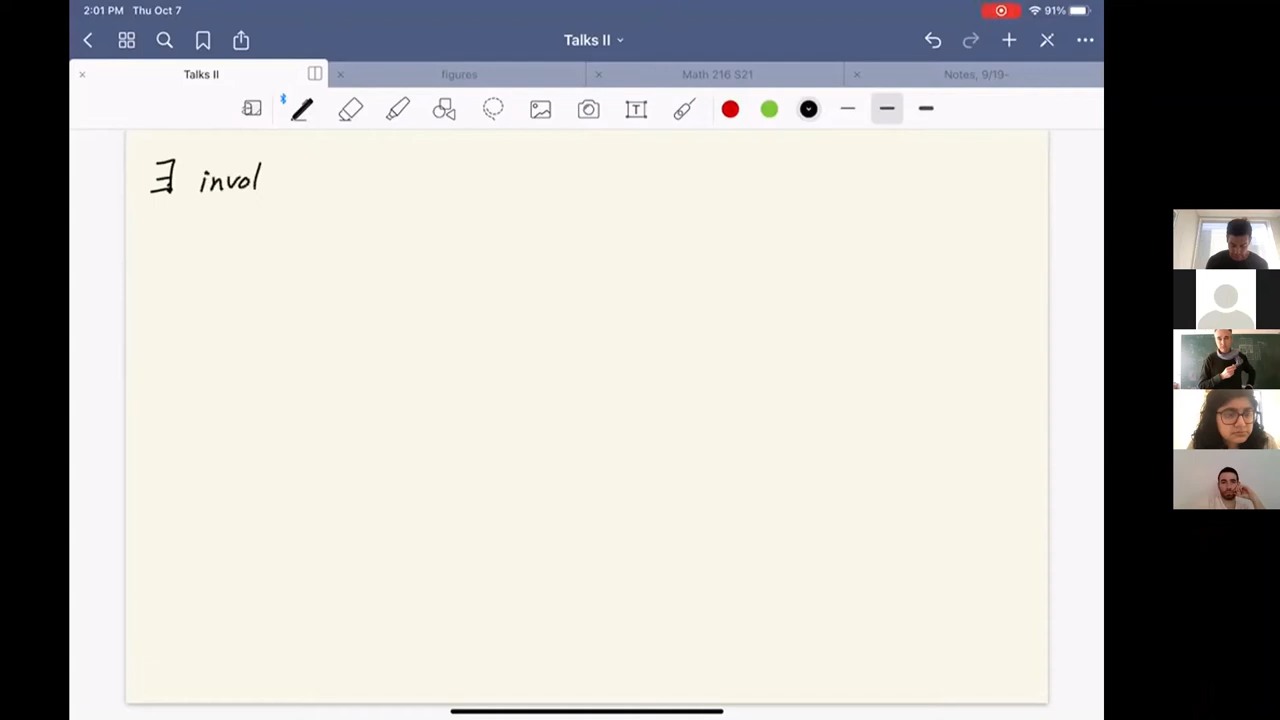 2:01 PM Thu Oct 7
91%
Talks II
Talks II
figures
Math 216 S21
Notes, 9/19-
T
∃ invol